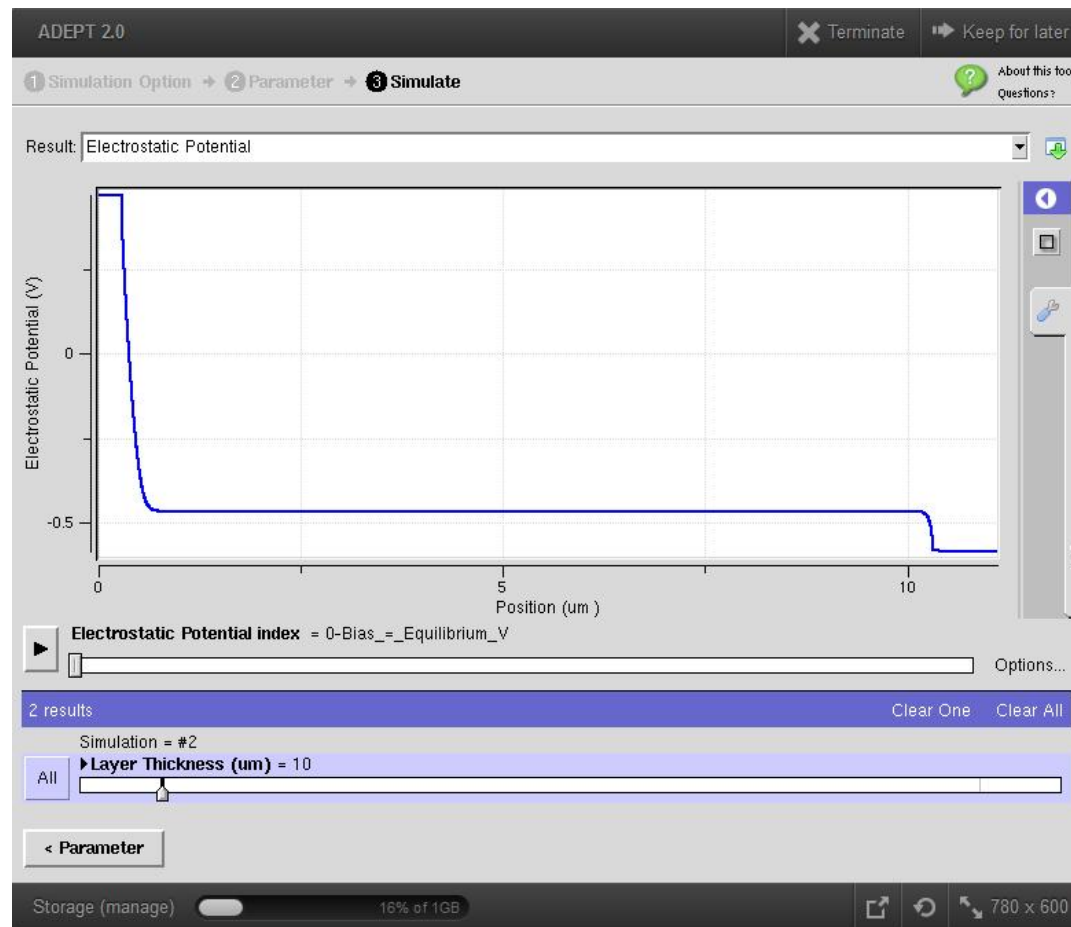 ADEPT 2.0 Terminate Keep for later
1 Simulation Option → 2 Parameter → 3 Simulate
? About this too
Questions?
Result: Electrostatic Potential
Electrostatic Potential (V)
0
-0.5
0 5 10
Position (um )
Electrostatic Potential index = 0-Bias_=_Equilibrium_V
Options...
2 results Clear One Clear All
Simulation = #2
All
Layer Thickness (um) = 10
< Parameter
Storage (manage) 16% of 1GB 780 x 600